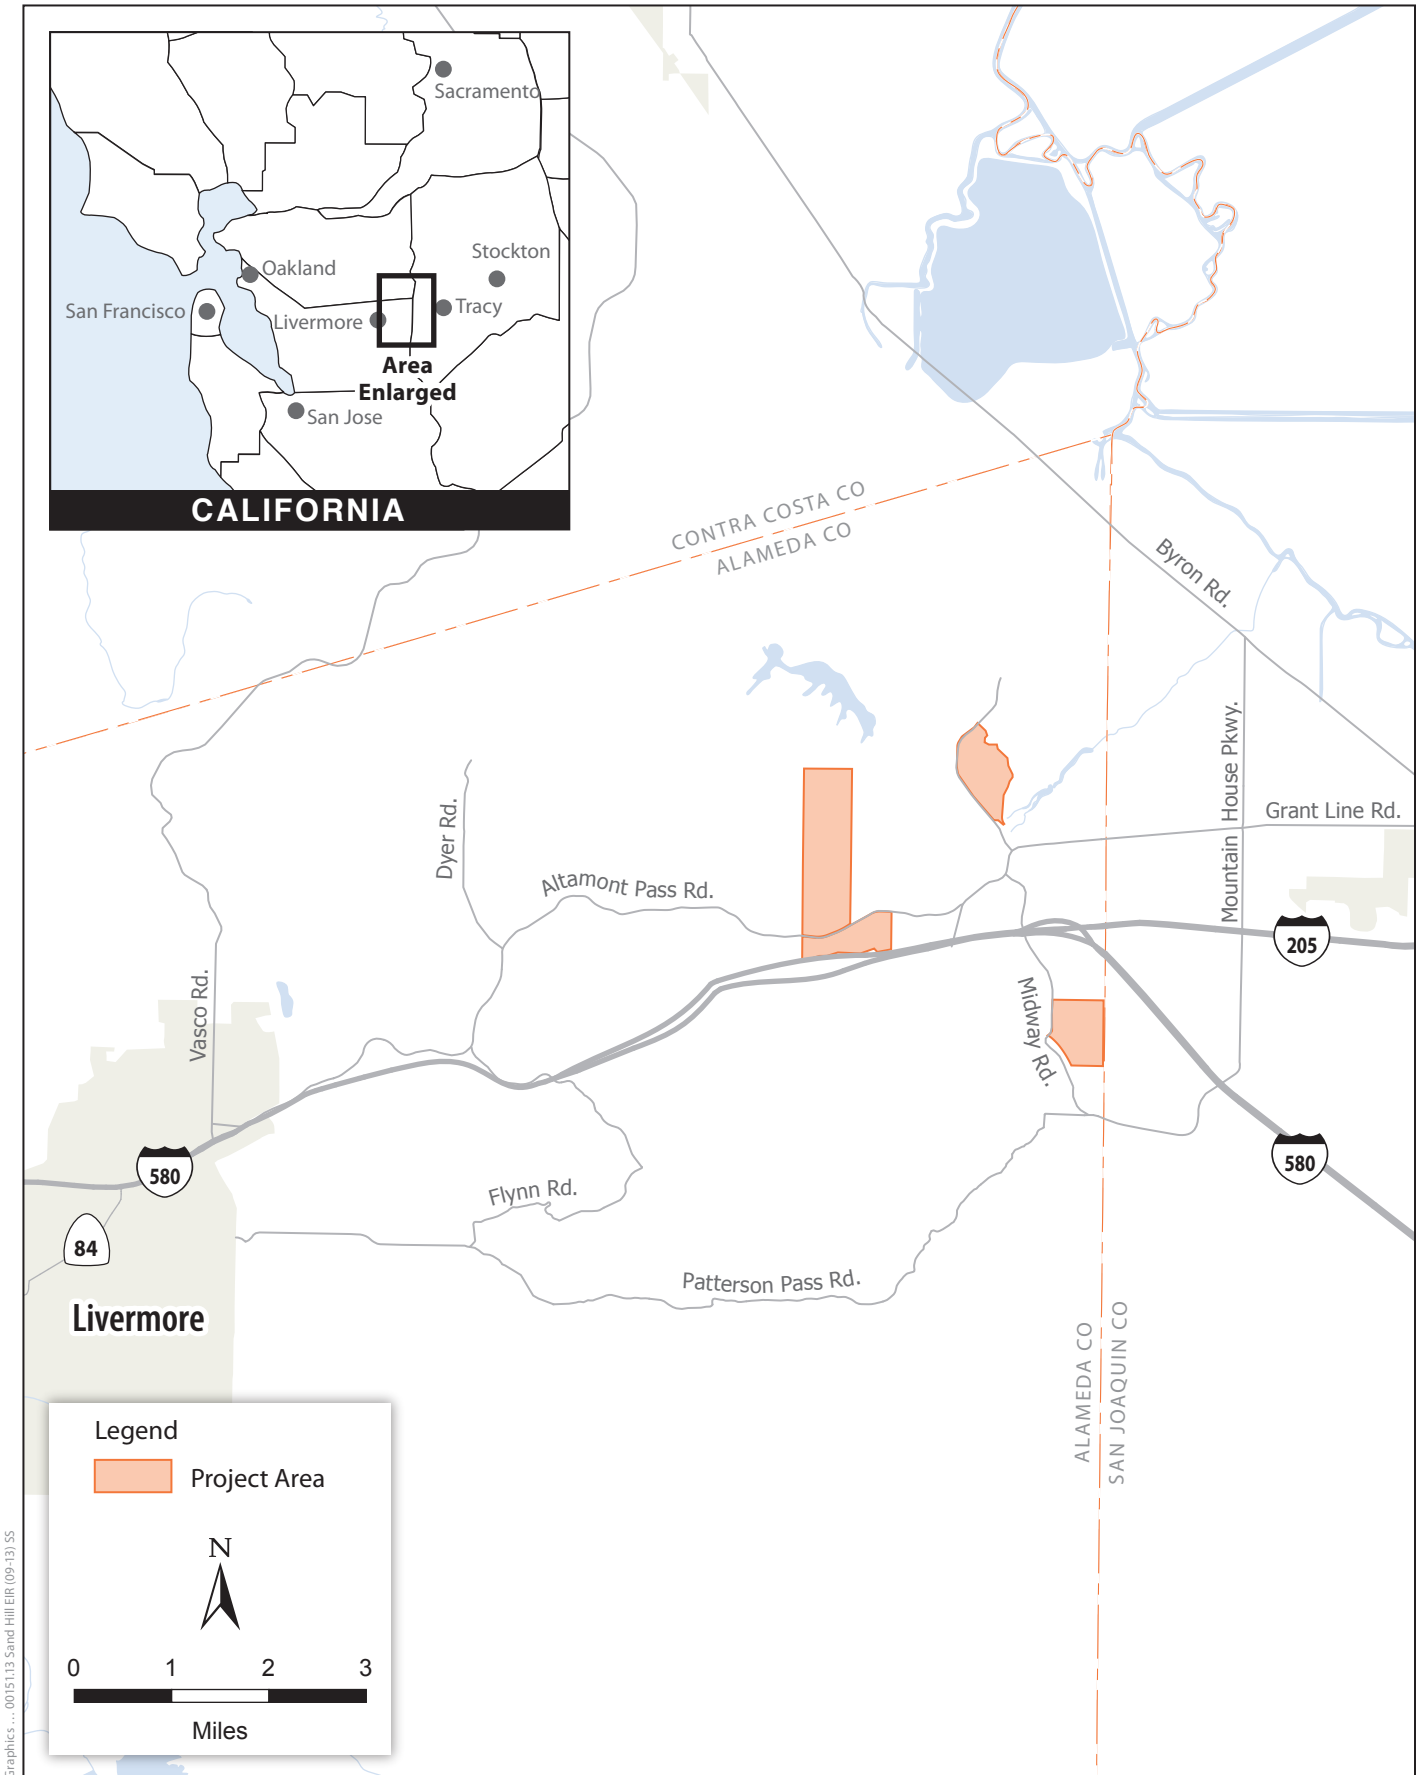 Sacramento
Stockton
Oakland
San Francisco
Tracy
Livermore
Area
Enlarged
San Jose
CALIFORNIA
CONTRA COSTA CO
ALAMEDA CO
Byron Rd.
Mountain House Pkwy.
Grant Line Rd.
Dyer Rd.
Altamont Pass Rd.
205
Vasco Rd.
Midway Rd.
580
580
Flynn Rd.
84
Patterson Pass Rd.
Livermore
ALAMEDA CO
SAN JOAQUIN CO
Legend
Project Area
N
0 1 2 3
Miles
Graphics … 00151.13 Sand Hill EIR (09-13) SS